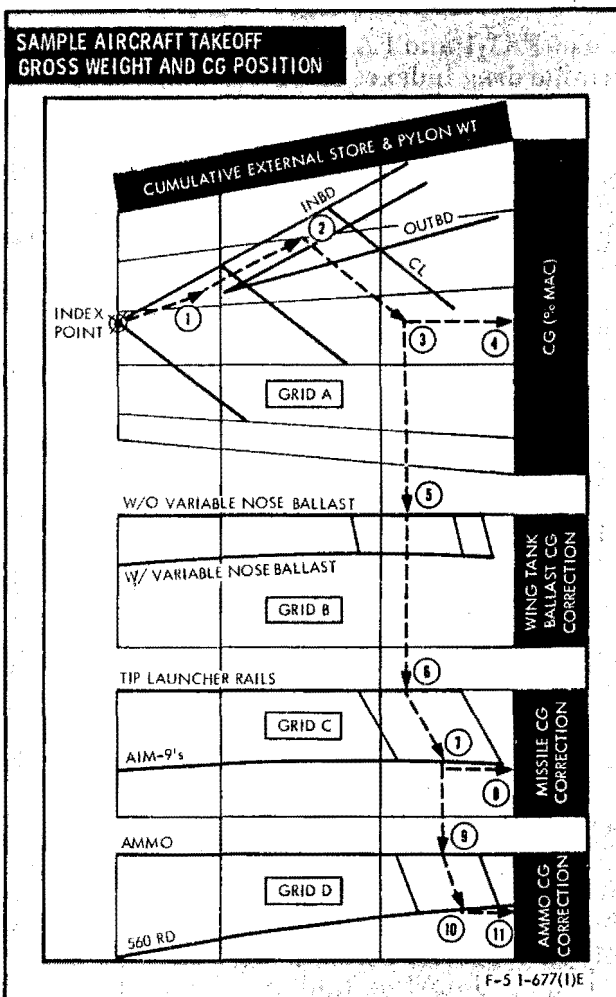 SAMPLE AIRCRAFT TAKEOFF
GROSS WEIGHT AND CG POSITION
CUMULATIVE EXTERNAL STORE & PYLON WT
INBD
OUTBD
CL
INDEX
POINT
1
2
3
4
GRID A
CG (% MAC)
5
W/O VARIABLE NOSE BALLAST
W/ VARIABLE NOSE BALLAST
GRID B
WING TANK
BALLAST CG
CORRECTION
6
TIP LAUNCHER RAILS
GRID C
AIM-9's
7
8
MISSILE CG
CORRECTION
9
AMMO
GRID D
560 RD
10
11
AMMO CG
CORRECTION
F-5 1-677(1)E